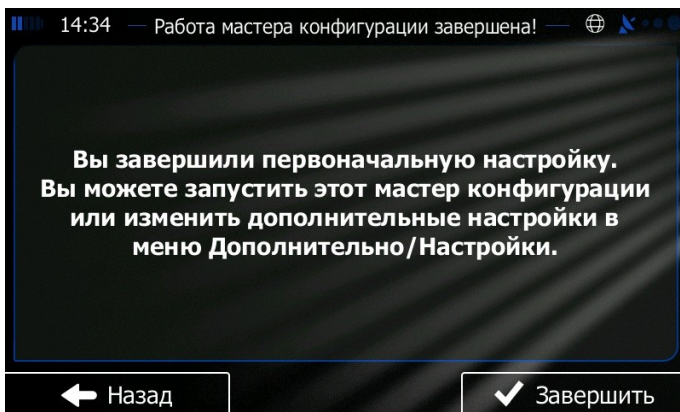 14:34 — Работа мастера конфигурации завершена! —
Вы завершили первоначальную настройку.
Вы можете запустить этот мастер конфигурации
или изменить дополнительные настройки в
меню Дополнительно/Настройки.
Назад
Завершить